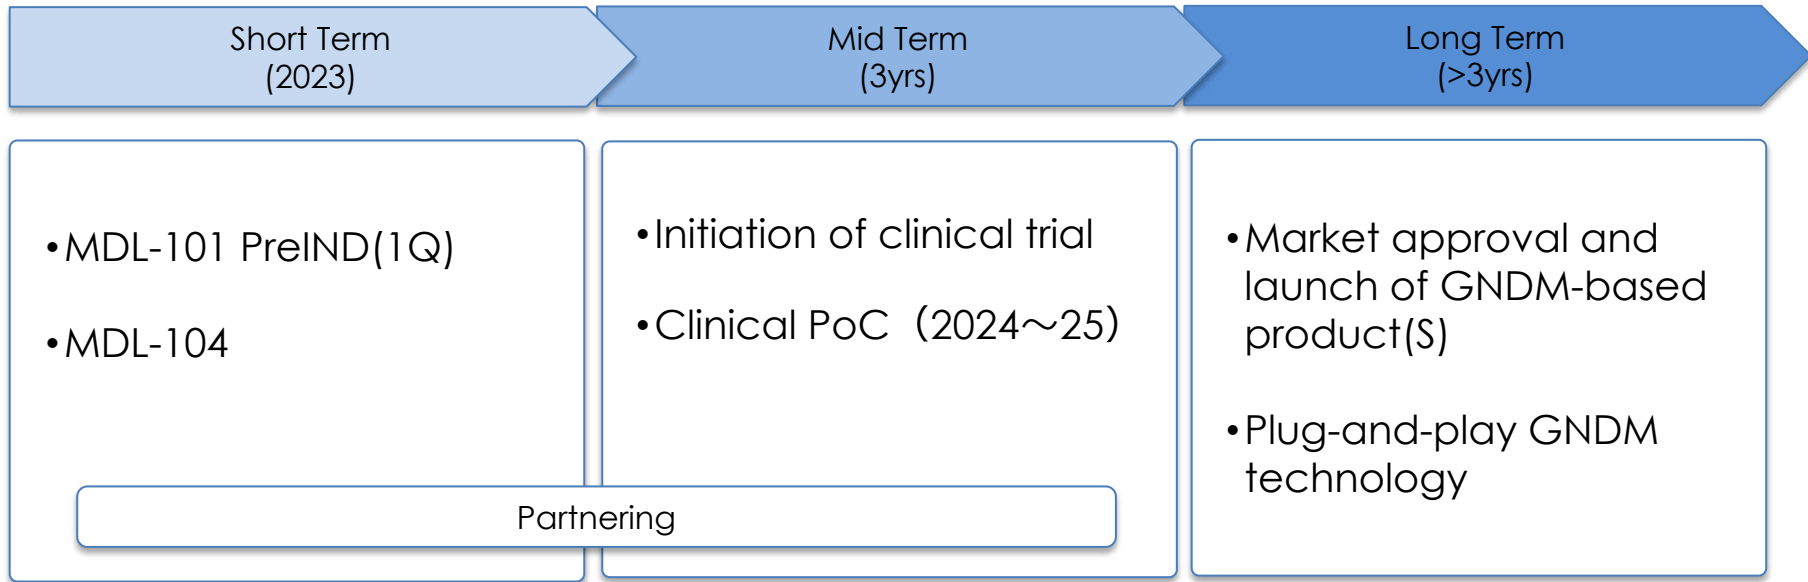 Short Term
(2023)
Mid Term
(3yrs)
Long Term
(>3yrs)
•MDL-101 PreIND(1Q)
•MDL-104
•Initiation of clinical trial
•Clinical PoC（2024～25）
•Market approval and
launch of GNDM-based
product(S)
•Plug-and-play GNDM
technology
Partnering